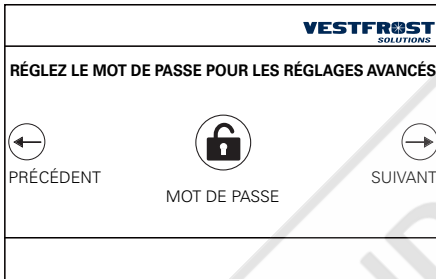 VESTFROST
SOLUTIONS
RÉGLEZ LE MOT DE PASSE POUR LES RÉGLAGES AVANCÉS
PRÉCÉDENT
MOT DE PASSE
SUIVANT